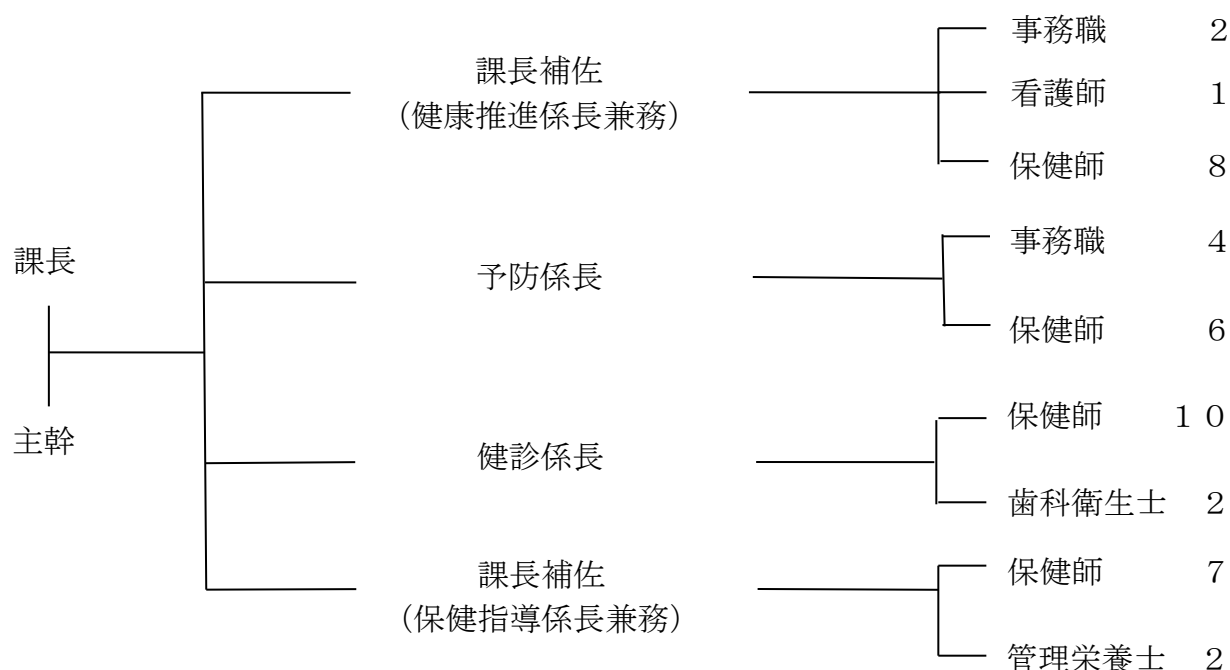 課長
主幹
課長補佐
（健康推進係長兼務）
事務職 ２
看護師 １
保健師 ８
予防係長
事務職 ４
保健師 ６
健診係長
保健師 １０
歯科衛生士 ２
課長補佐
（保健指導係長兼務）
保健師 ７
管理栄養士 ２